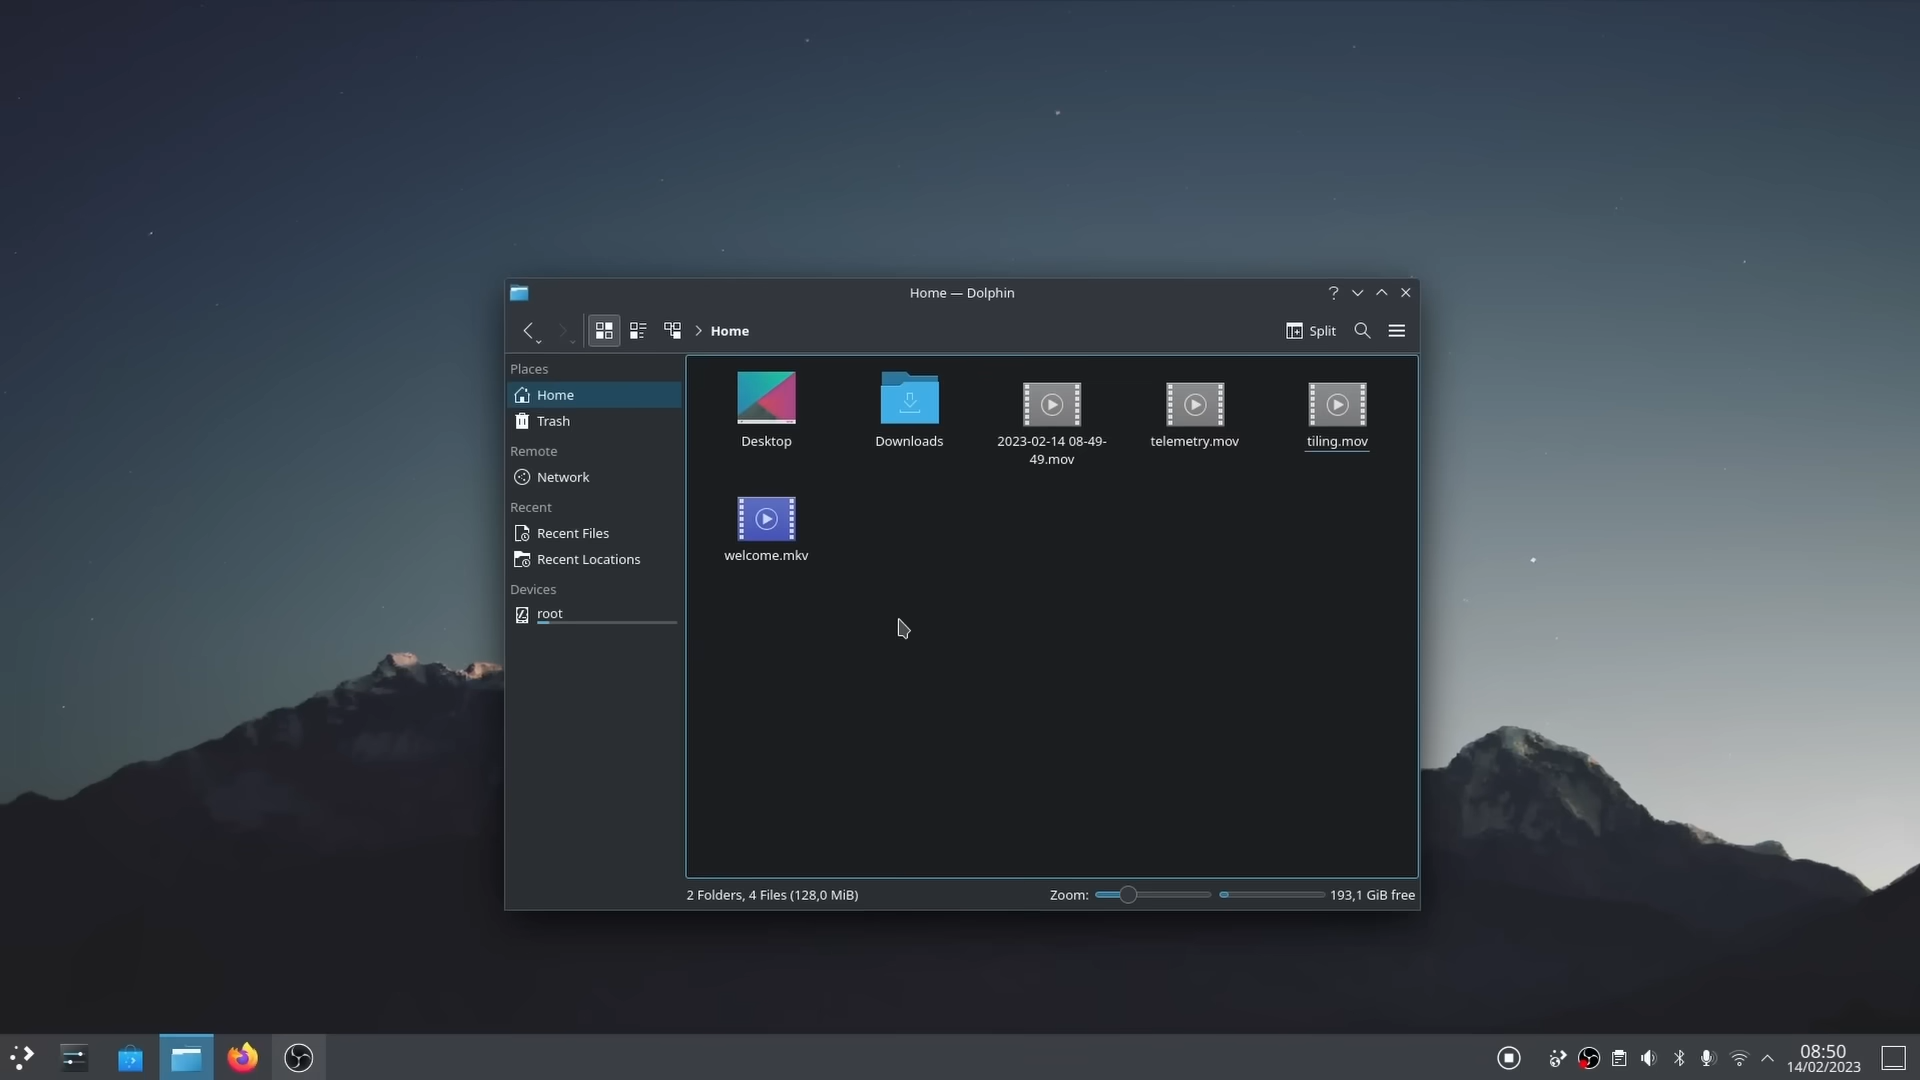 Home — Dolphin
Home
Split
Places
Home
Trash
Remote
Network
Recent
Recent Files
Recent Locations
Devices
root
Desktop
Downloads
2023-02-14 08-49-
49.mov
telemetry.mov
tiling.mov
welcome.mkv
2 Folders, 4 Files (128,0 MiB)
Zoom:
193,1 GiB free
08:50
14/02/2023